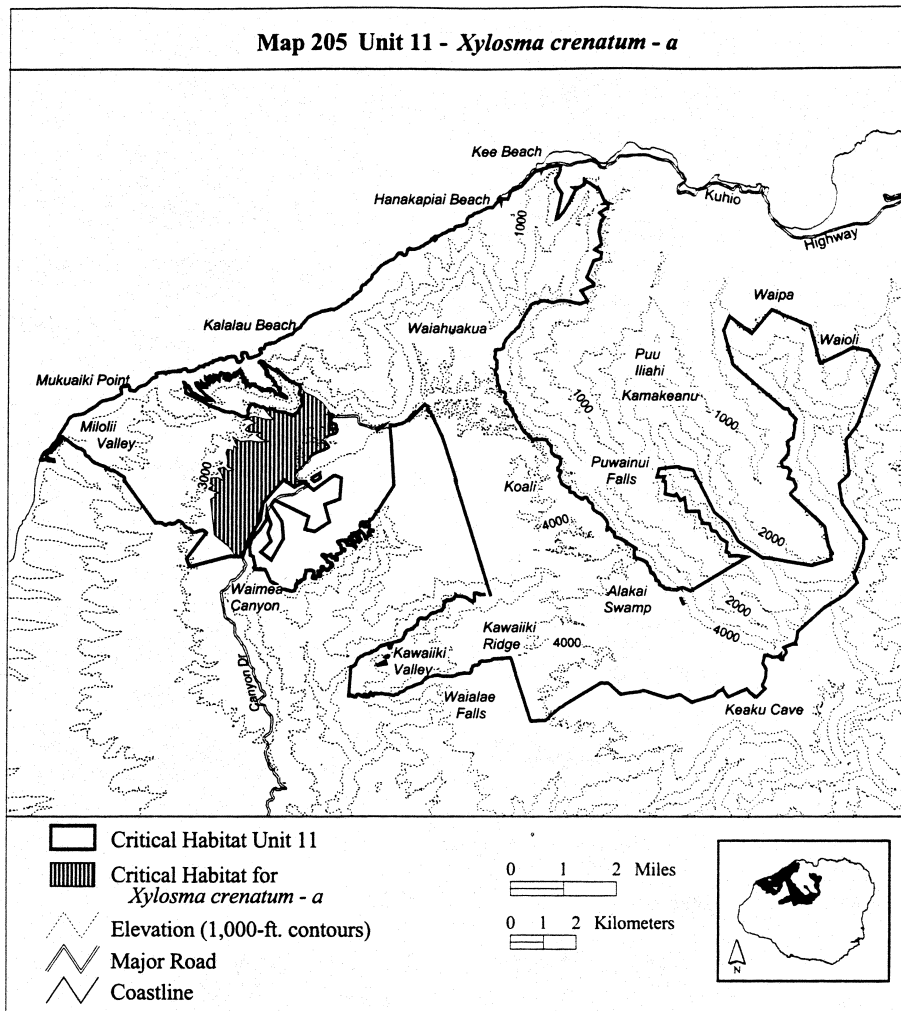 Map 205 Unit 11 - Xylosma crenatum - a
Kee Beach
Hanakapiai Beach
Kuhio
Highway
1000
Waipa
Kalalau Beach
Waiahuakua
Waioli
Puu
Iliahi
Mukuaiki Point
Kamakeanu
1000
1000
Milolii
Valley
3000
Puwainui
Falls
Koali
4000
2000
Waimea
Canyon
Alakai
Swamp
2000
4000
Kawaiiki
Ridge
4000
Kawaiiki
Valley
Canyon Dr
Waialae
Falls
Keaku Cave
Critical Habitat Unit 11
Critical Habitat for
Xylosma crenatum - a
Elevation (1,000-ft. contours)
Major Road
Coastline
0 1 2 Miles
0 1 2 Kilometers
N